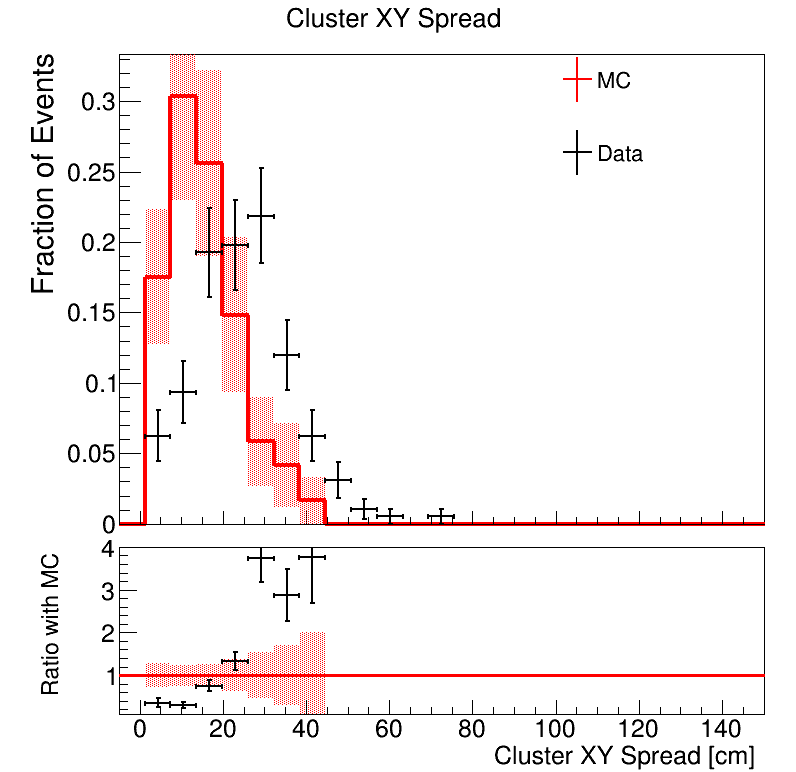 Cluster XY Spread
Fraction of Events
0.3
0.25
0.2
0.15
0.1
0.05
0
MC
Data
Ratio with MC
4
3
2
1
0 20 40 60 80 100 120 140
Cluster XY Spread [cm]